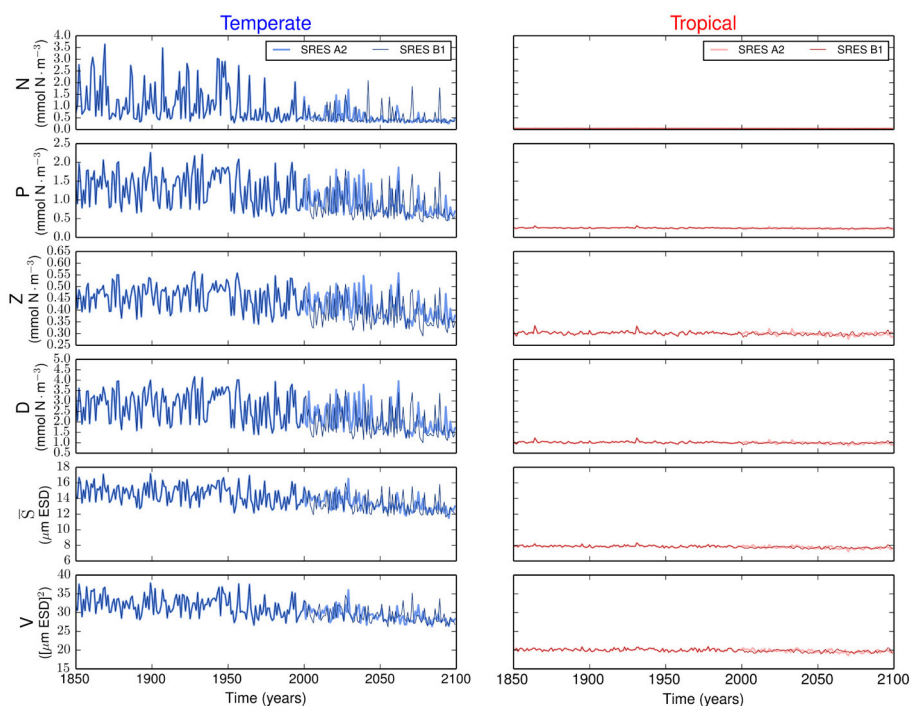 Temperate
Tropical
SRES A2 SRES B1
SRES A2 SRES B1
N
(mmol N · m⁻³)
4.0
3.5
3.0
2.5
2.0
1.5
1.0
0.5
0.0
P
(mmol N · m⁻³)
2.5
2.0
1.5
1.0
0.5
0.0
Z
(mmol N · m⁻³)
0.65
0.60
0.55
0.50
0.45
0.40
0.35
0.30
0.25
D
(mmol N · m⁻³)
5.0
4.5
4.0
3.5
3.0
2.5
2.0
1.5
1.0
0.5
S̅
(μm ESD)
18
16
14
12
10
8
6
V
([μm ESD]²)
40
35
30
25
20
15
1850 1900 1950 2000 2050 2100
1850 1900 1950 2000 2050 2100
Time (years)
Time (years)